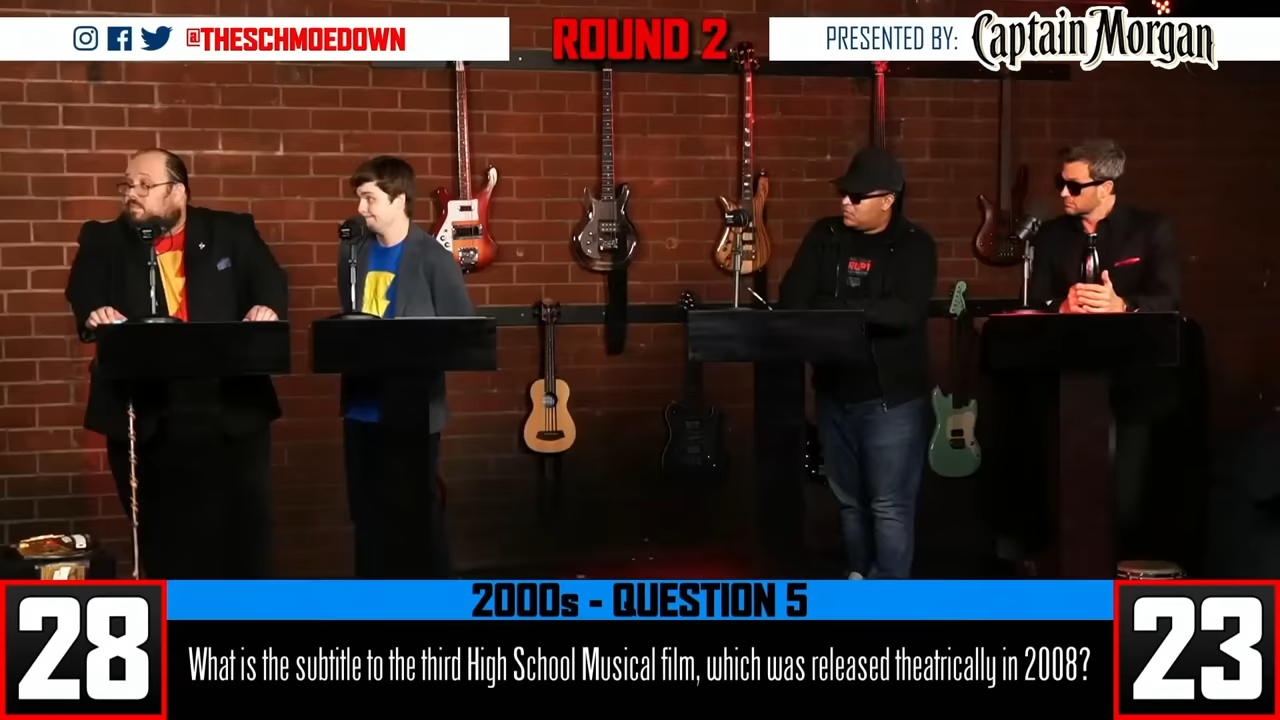 @THESCHMOEDOWN
ROUND 2
PRESENTED BY: Captain Morgan
28
2000s - QUESTION 5
What is the subtitle to the third High School Musical film, which was released theatrically in 2008?
23